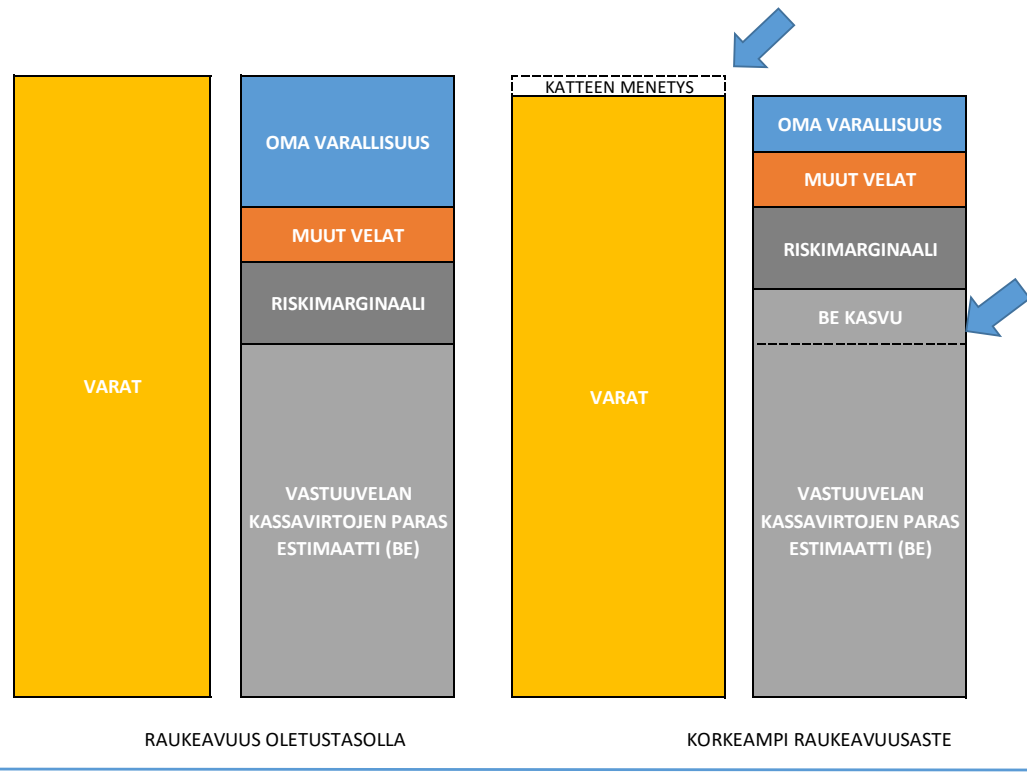 VARAT
OMA VARALLISUUS
MUUT VELAT
RISKIMARGINAALI
VASTUUVELAN
KASSAVIRTOJEN PARAS
ESTIMAATTI (BE)
RAUKEAVUUS OLETUSTASOLLA
KATTEEN MENETYS
VARAT
OMA VARALLISUUS
MUUT VELAT
RISKIMARGINAALI
BE KASVU
VASTUUVELAN
KASSAVIRTOJEN PARAS
ESTIMAATTI (BE)
KORKEAMPI RAUKEAVUUSASTE